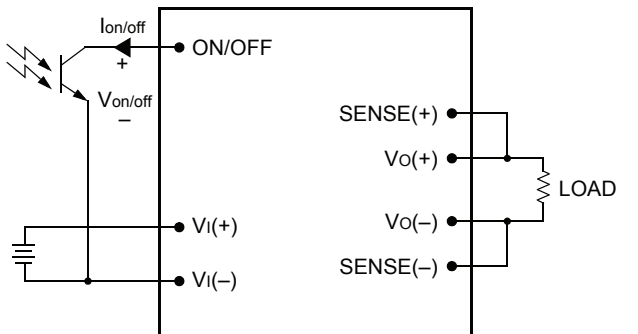 Ion/off
+
ON/OFF
Von/off
–
SENSE(+)
VO(+)
LOAD
VI(+)
VO(–)
VI(–)
SENSE(–)